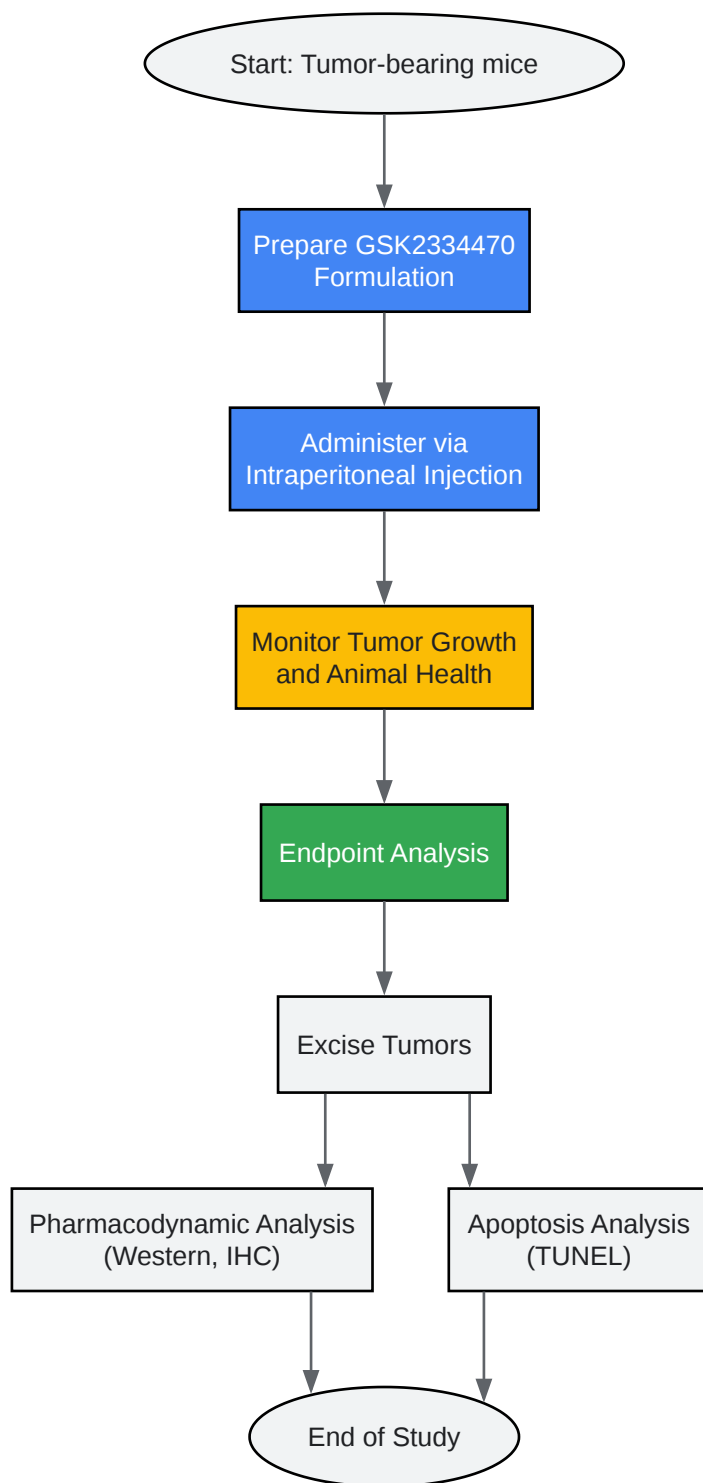 Start: Tumor-bearing mice
Prepare GSK2334470
Formulation
Administer via
Intraperitoneal Injection
Monitor Tumor Growth
and Animal Health
Endpoint Analysis
Excise Tumors
Pharmacodynamic Analysis
(Western, IHC)
Apoptosis Analysis
(TUNEL)
End of Study